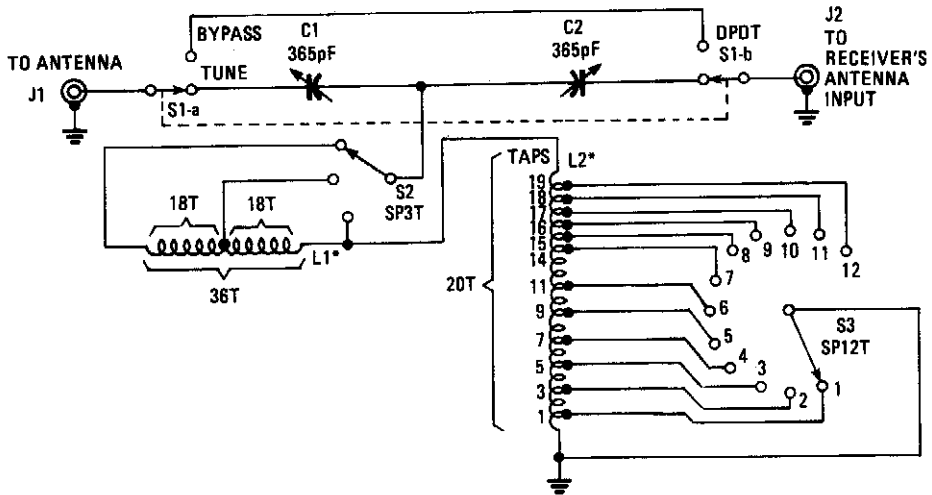 TO ANTENNA
J1
BYPASS
TUNE
S1-a
C1
365pF
C2
365pF
DPDT
S1-b
J2
TO
RECEIVER'S
ANTENNA
INPUT
S2
SP3T
18T
18T
36T
L1*
TAPS
L2*
20T
19
18
17
16
15
14
11
9
7
5
3
1
12
11
10
9
8
7
6
5
4
3
2
1
S3
SP12T